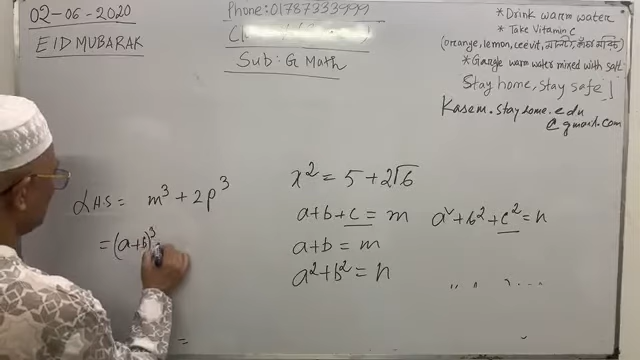 02-06-2020
EID MUBARAK
Phone: 01787333999
Sub: G Math
* Drink warm water
* Take Vitamin C
(orange, lemon, ceevit,
* Gargle warm water mixed with salt
Stay home, Stay safe]
Kasem.stayhome.edu
@gmail.com
L.H.S = m³ + 2p³
= (a+b)³
=
x² = 5 + 2√6
a+b+c = m a² + b² + c² = n
a+b = m
a² + b² = n